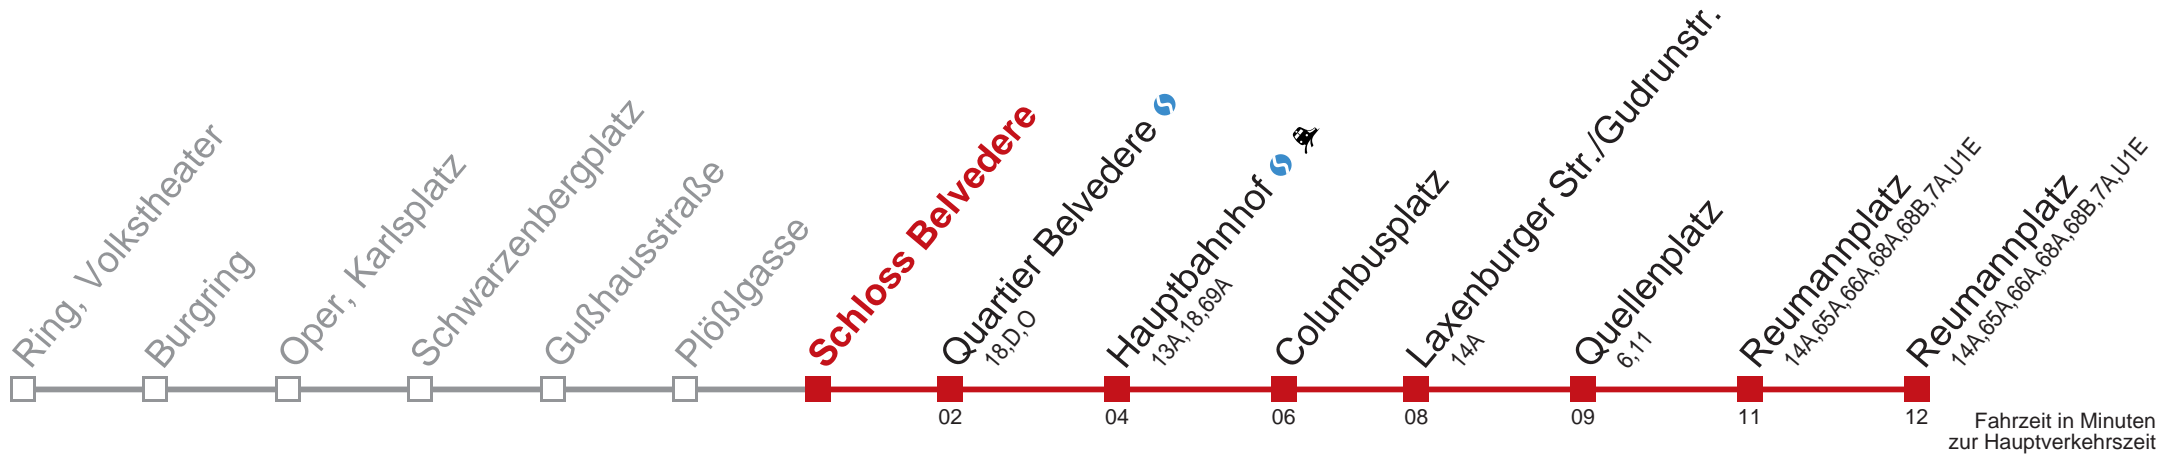 Ring, Volkstheater
Burgring
Oper, Karlsplatz
Schwarzenbergplatz
Gußhausstraße
Plößlgasse
Schloss Belvedere
Quartier Belvedere
18,D,O
Hauptbahnhof
13A,18,69A
Columbusplatz
Laxenburger Str./Gudrunstr.
14A
Quellenplatz
6,11
Reumannplatz
14A,65A,66A,68A,68B,7A,U1E
Reumannplatz
14A,65A,66A,68A,68B,7A,U1E
02
04
06
08
09
11
12
Fahrzeit in Minuten
zur Hauptverkehrszeit